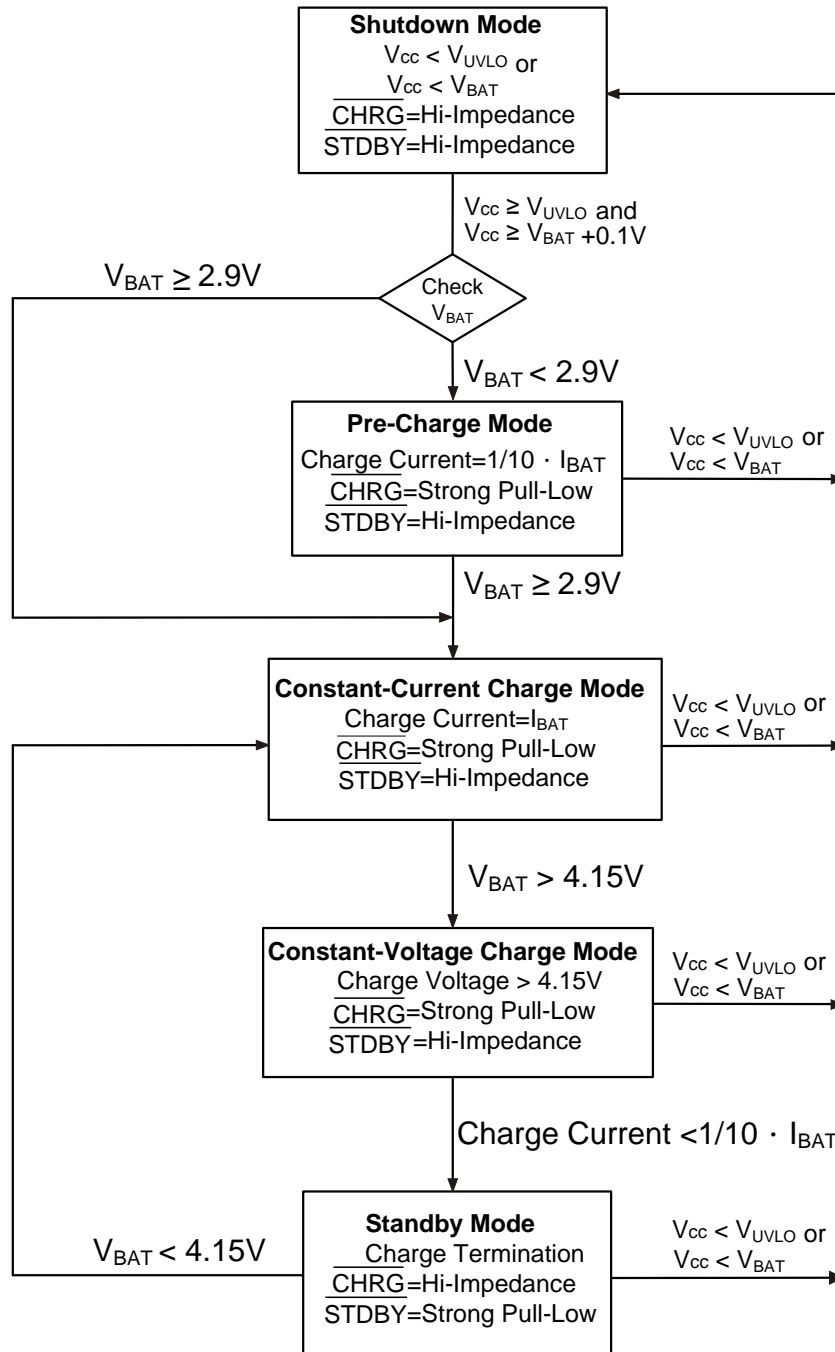 Shutdown Mode
Vcc < VUVLO or
Vcc < VBAT
CHRG=Hi-Impedance
STDBY=Hi-Impedance
Vcc ≥ VUVLO and
Vcc ≥ VBAT +0.1V
VBAT ≥ 2.9V
Check
VBAT
VBAT < 2.9V
Pre-Charge Mode
Charge Current=1/10 · IBAT
CHRG=Strong Pull-Low
STDBY=Hi-Impedance
Vcc < VUVLO or
Vcc < VBAT
VBAT ≥ 2.9V
Constant-Current Charge Mode
Charge Current=IBAT
CHRG=Strong Pull-Low
STDBY=Hi-Impedance
Vcc < VUVLO or
Vcc < VBAT
VBAT > 4.15V
Constant-Voltage Charge Mode
Charge Voltage > 4.15V
CHRG=Strong Pull-Low
STDBY=Hi-Impedance
Vcc < VUVLO or
Vcc < VBAT
Charge Current <1/10 · IBAT
VBAT < 4.15V
Standby Mode
Charge Termination
CHRG=Hi-Impedance
STDBY=Strong Pull-Low
Vcc < VUVLO or
Vcc < VBAT